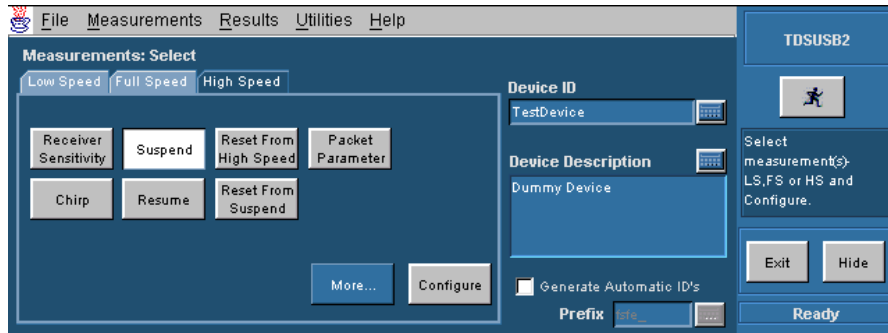 File Measurements Results Utilities Help
Measurements: Select
Low Speed Full Speed High Speed
Receiver Sensitivity
Suspend
Reset From High Speed
Packet Parameter
Chirp
Resume
Reset From Suspend
More...
Configure
Device ID
TestDevice
Device Description
Dummy Device
Generate Automatic ID's
Prefix
...
TDSUSB2
Select
measurement(s)-
LS,FS or HS and
Configure.
Exit
Hide
Ready